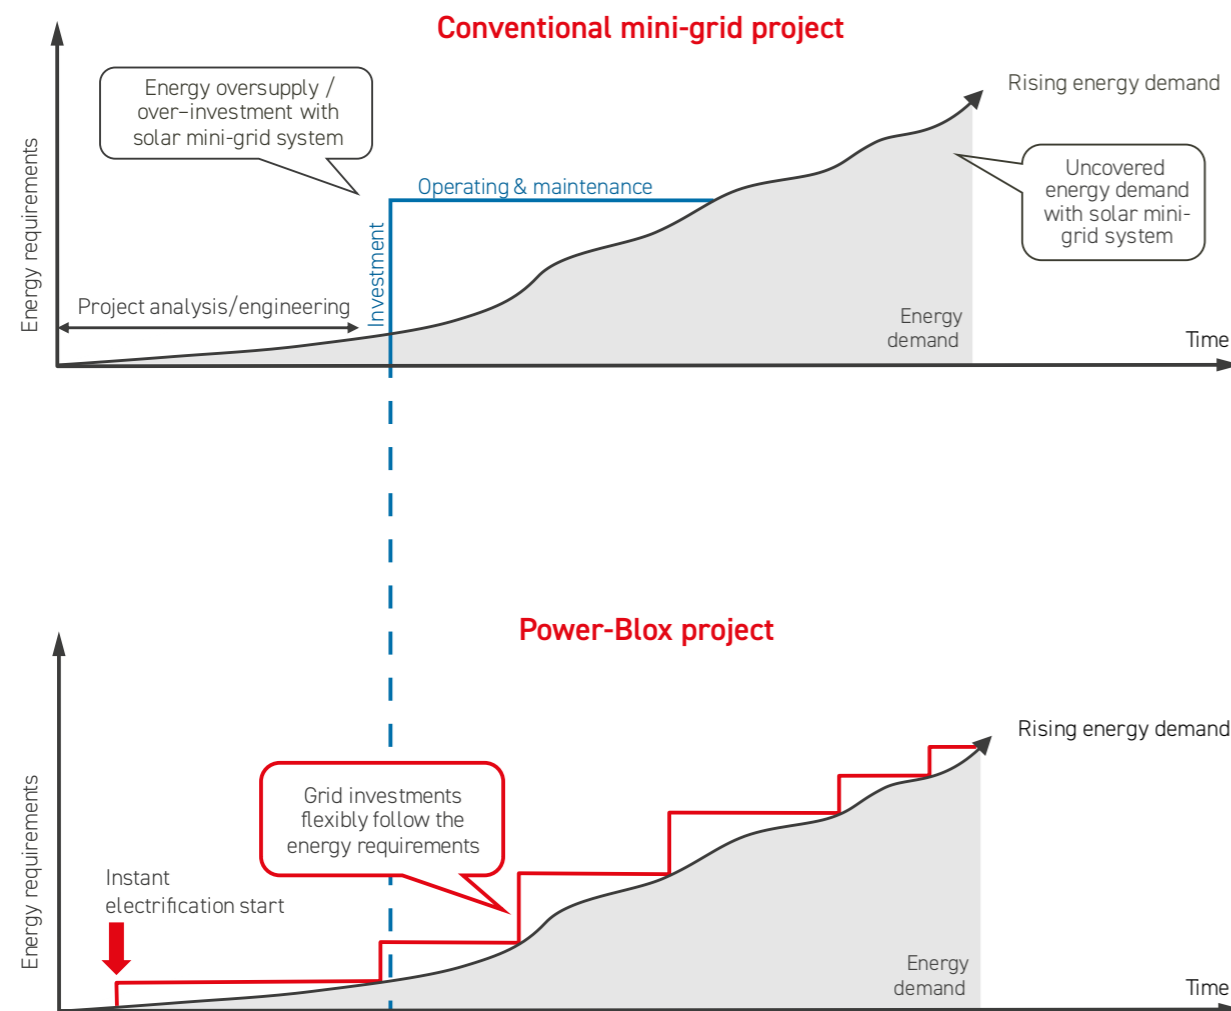 Conventional mini-grid project
Energy oversupply /
over–investment with
solar mini-grid system
Rising energy demand
Operating & maintenance
Uncovered
energy demand
with solar mini-
grid system
Energy requirements
Investment
Project analysis/engineering
Energy
demand
Time
Power-Blox project
Rising energy demand
Grid investments
flexibly follow the
energy requirements
Energy requirements
Instant
electrification start
Energy
demand
Time